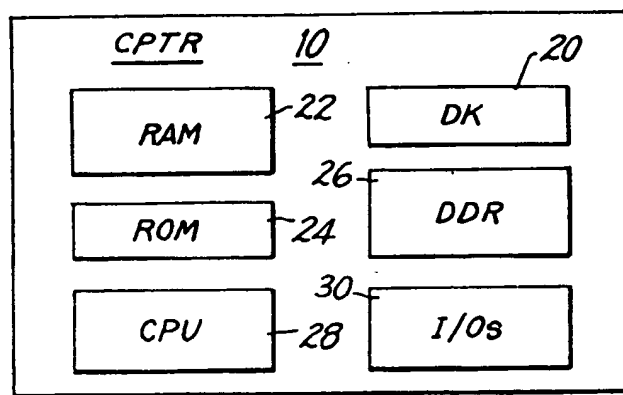 CPTR 10 20
RAM 22 DK
26 DDR
ROM 24
30
CPU 28 I/Os